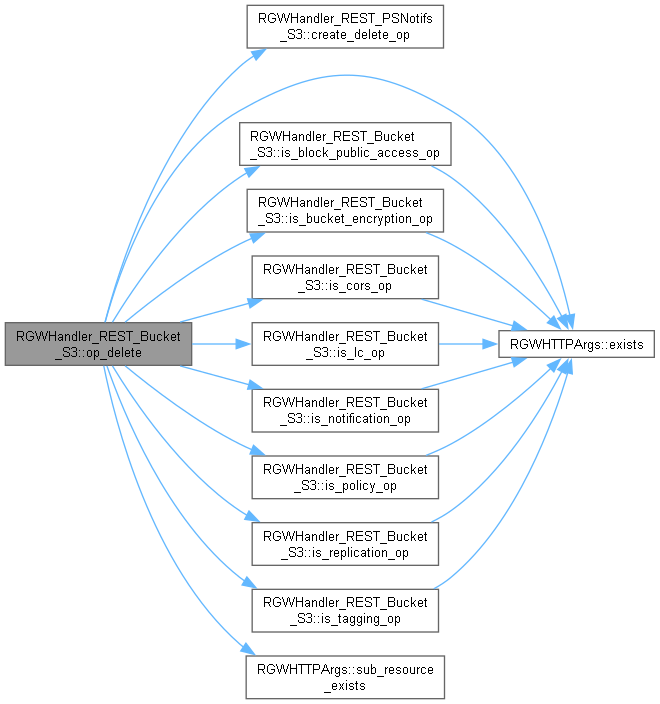 RGWHandler_REST_PSNotifs
_S3::create_delete_op
RGWHandler_REST_Bucket
_S3::is_block_public_access_op
RGWHandler_REST_Bucket
_S3::is_bucket_encryption_op
RGWHandler_REST_Bucket
_S3::is_cors_op
RGWHandler_REST_Bucket
_S3::op_delete
RGWHandler_REST_Bucket
_S3::is_lc_op
RGWHTTPArgs::exists
RGWHandler_REST_Bucket
_S3::is_notification_op
RGWHandler_REST_Bucket
_S3::is_policy_op
RGWHandler_REST_Bucket
_S3::is_replication_op
RGWHandler_REST_Bucket
_S3::is_tagging_op
RGWHTTPArgs::sub_resource
_exists